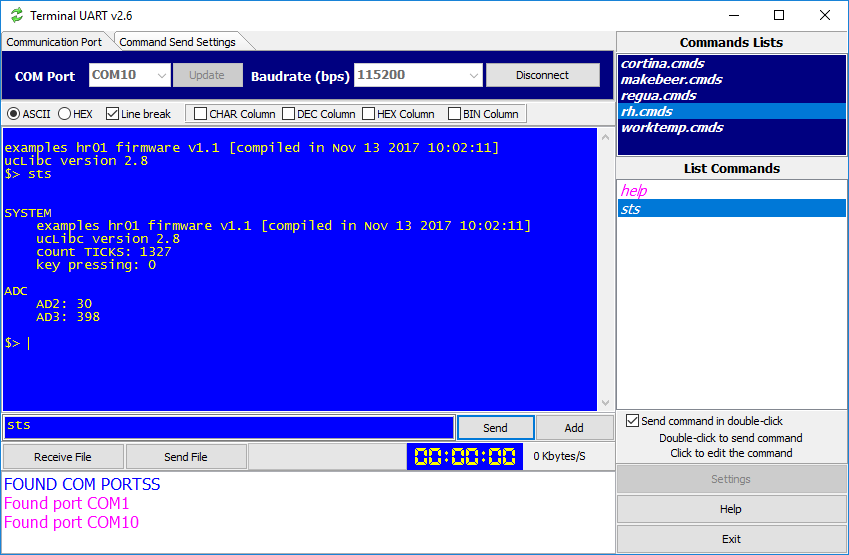 Terminal UART v2.6
Communication Port Command Send Settings
COM Port COM10 Update Baudrate (bps) 115200 Disconnect
ASCII HEX Line break CHAR Column DEC Column HEX Column BIN Column
examples hr01 firmware v1.1 [compiled in Nov 13 2017 10:02:11]
ucLibc version 2.8
$> sts
SYSTEM
examples hr01 firmware v1.1 [compiled in Nov 13 2017 10:02:11]
ucLibc version 2.8
count TICKS: 1327
key pressing: 0
ADC
AD2: 30
AD3: 398
$>
sts
Send Add
Receive File Send File 00:00:00 0 Kbytes/S
FOUND COM PORTSS
Found port COM1
Found port COM10
Commands Lists
cortina.cmds
makebeer.cmds
regua.cmds
rh.cmds
worktemp.cmds
List Commands
help
sts
Send command in double-click
Double-click to send command
Click to edit the command
Settings
Help
Exit